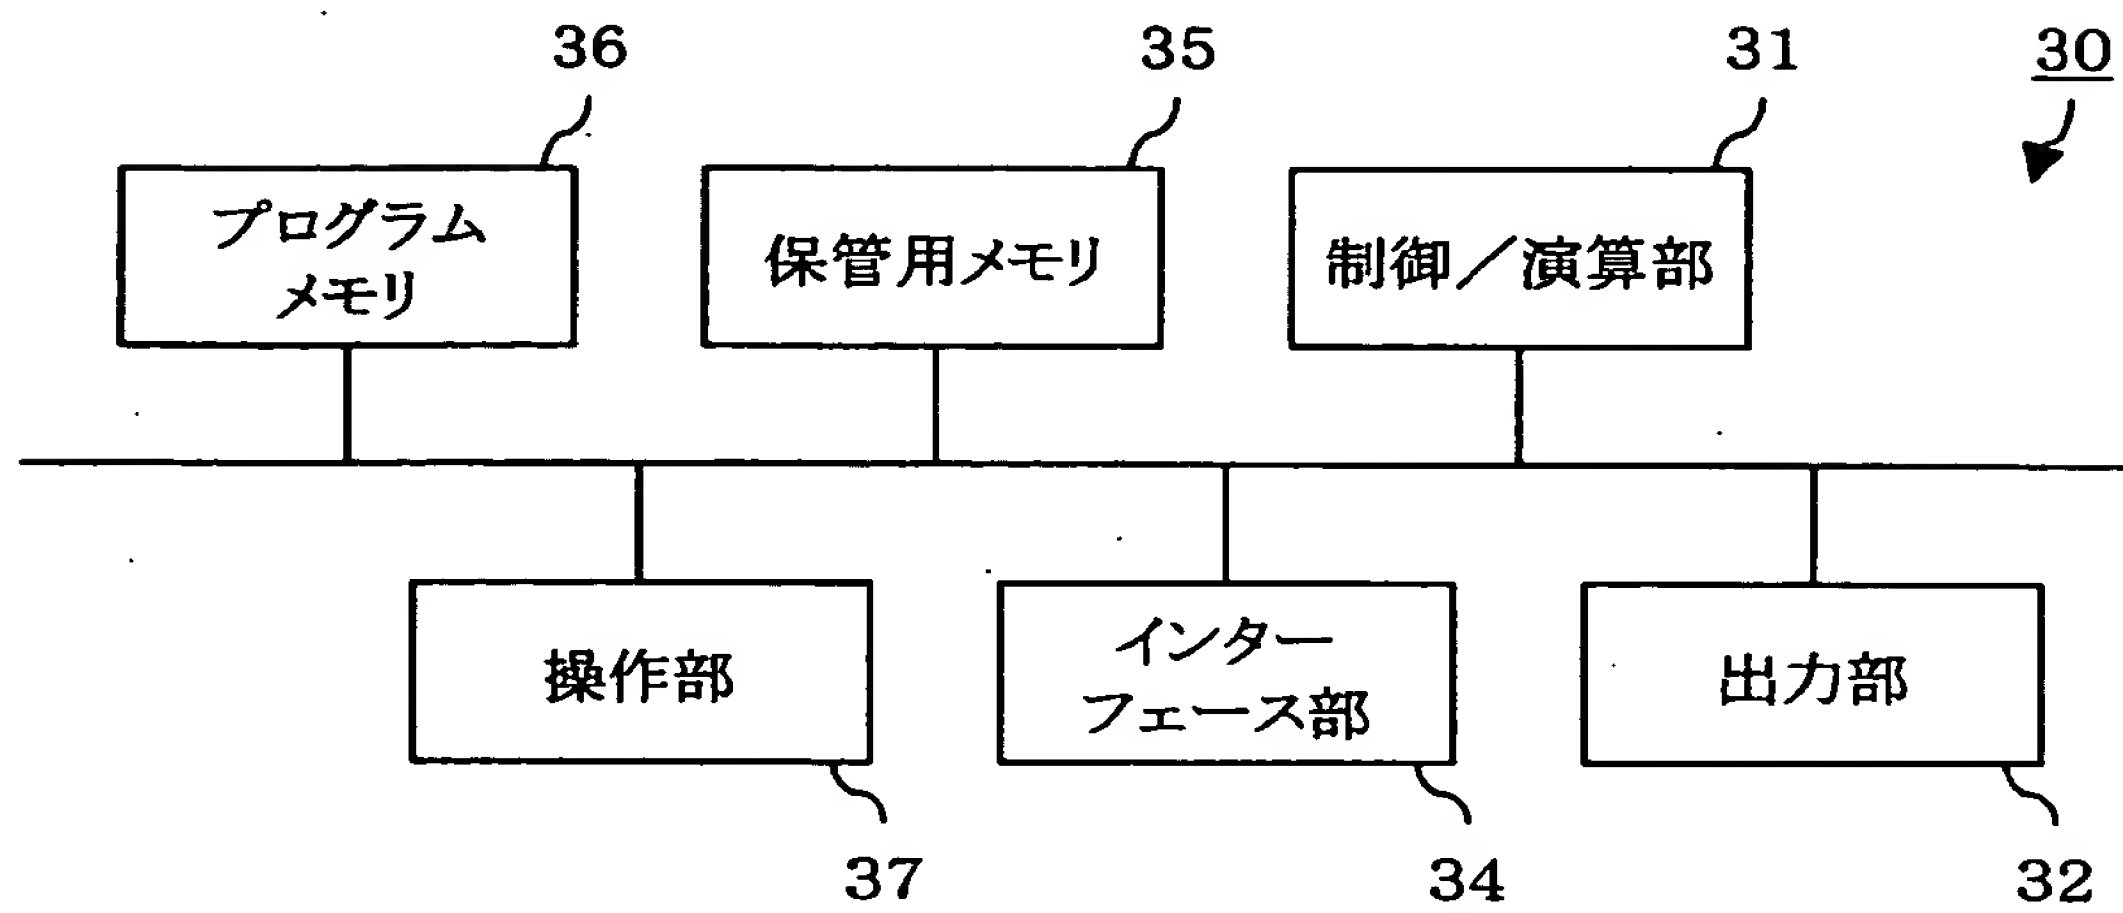 36
35
31
30
プログラム
メモリ
保管用メモリ
制御／演算部
操作部
インター
フェース部
出力部
37
34
32